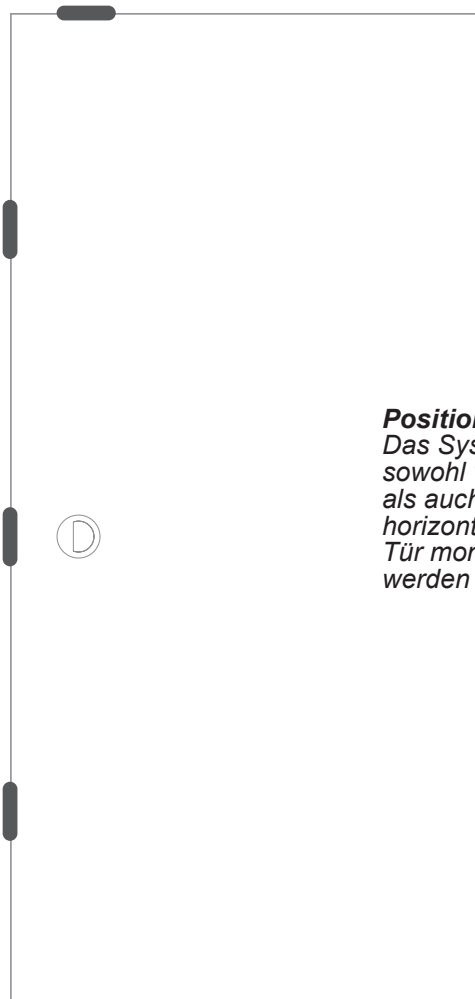 Position
Das Sys
sowohl
als auch
horizont
Tür mon
werden